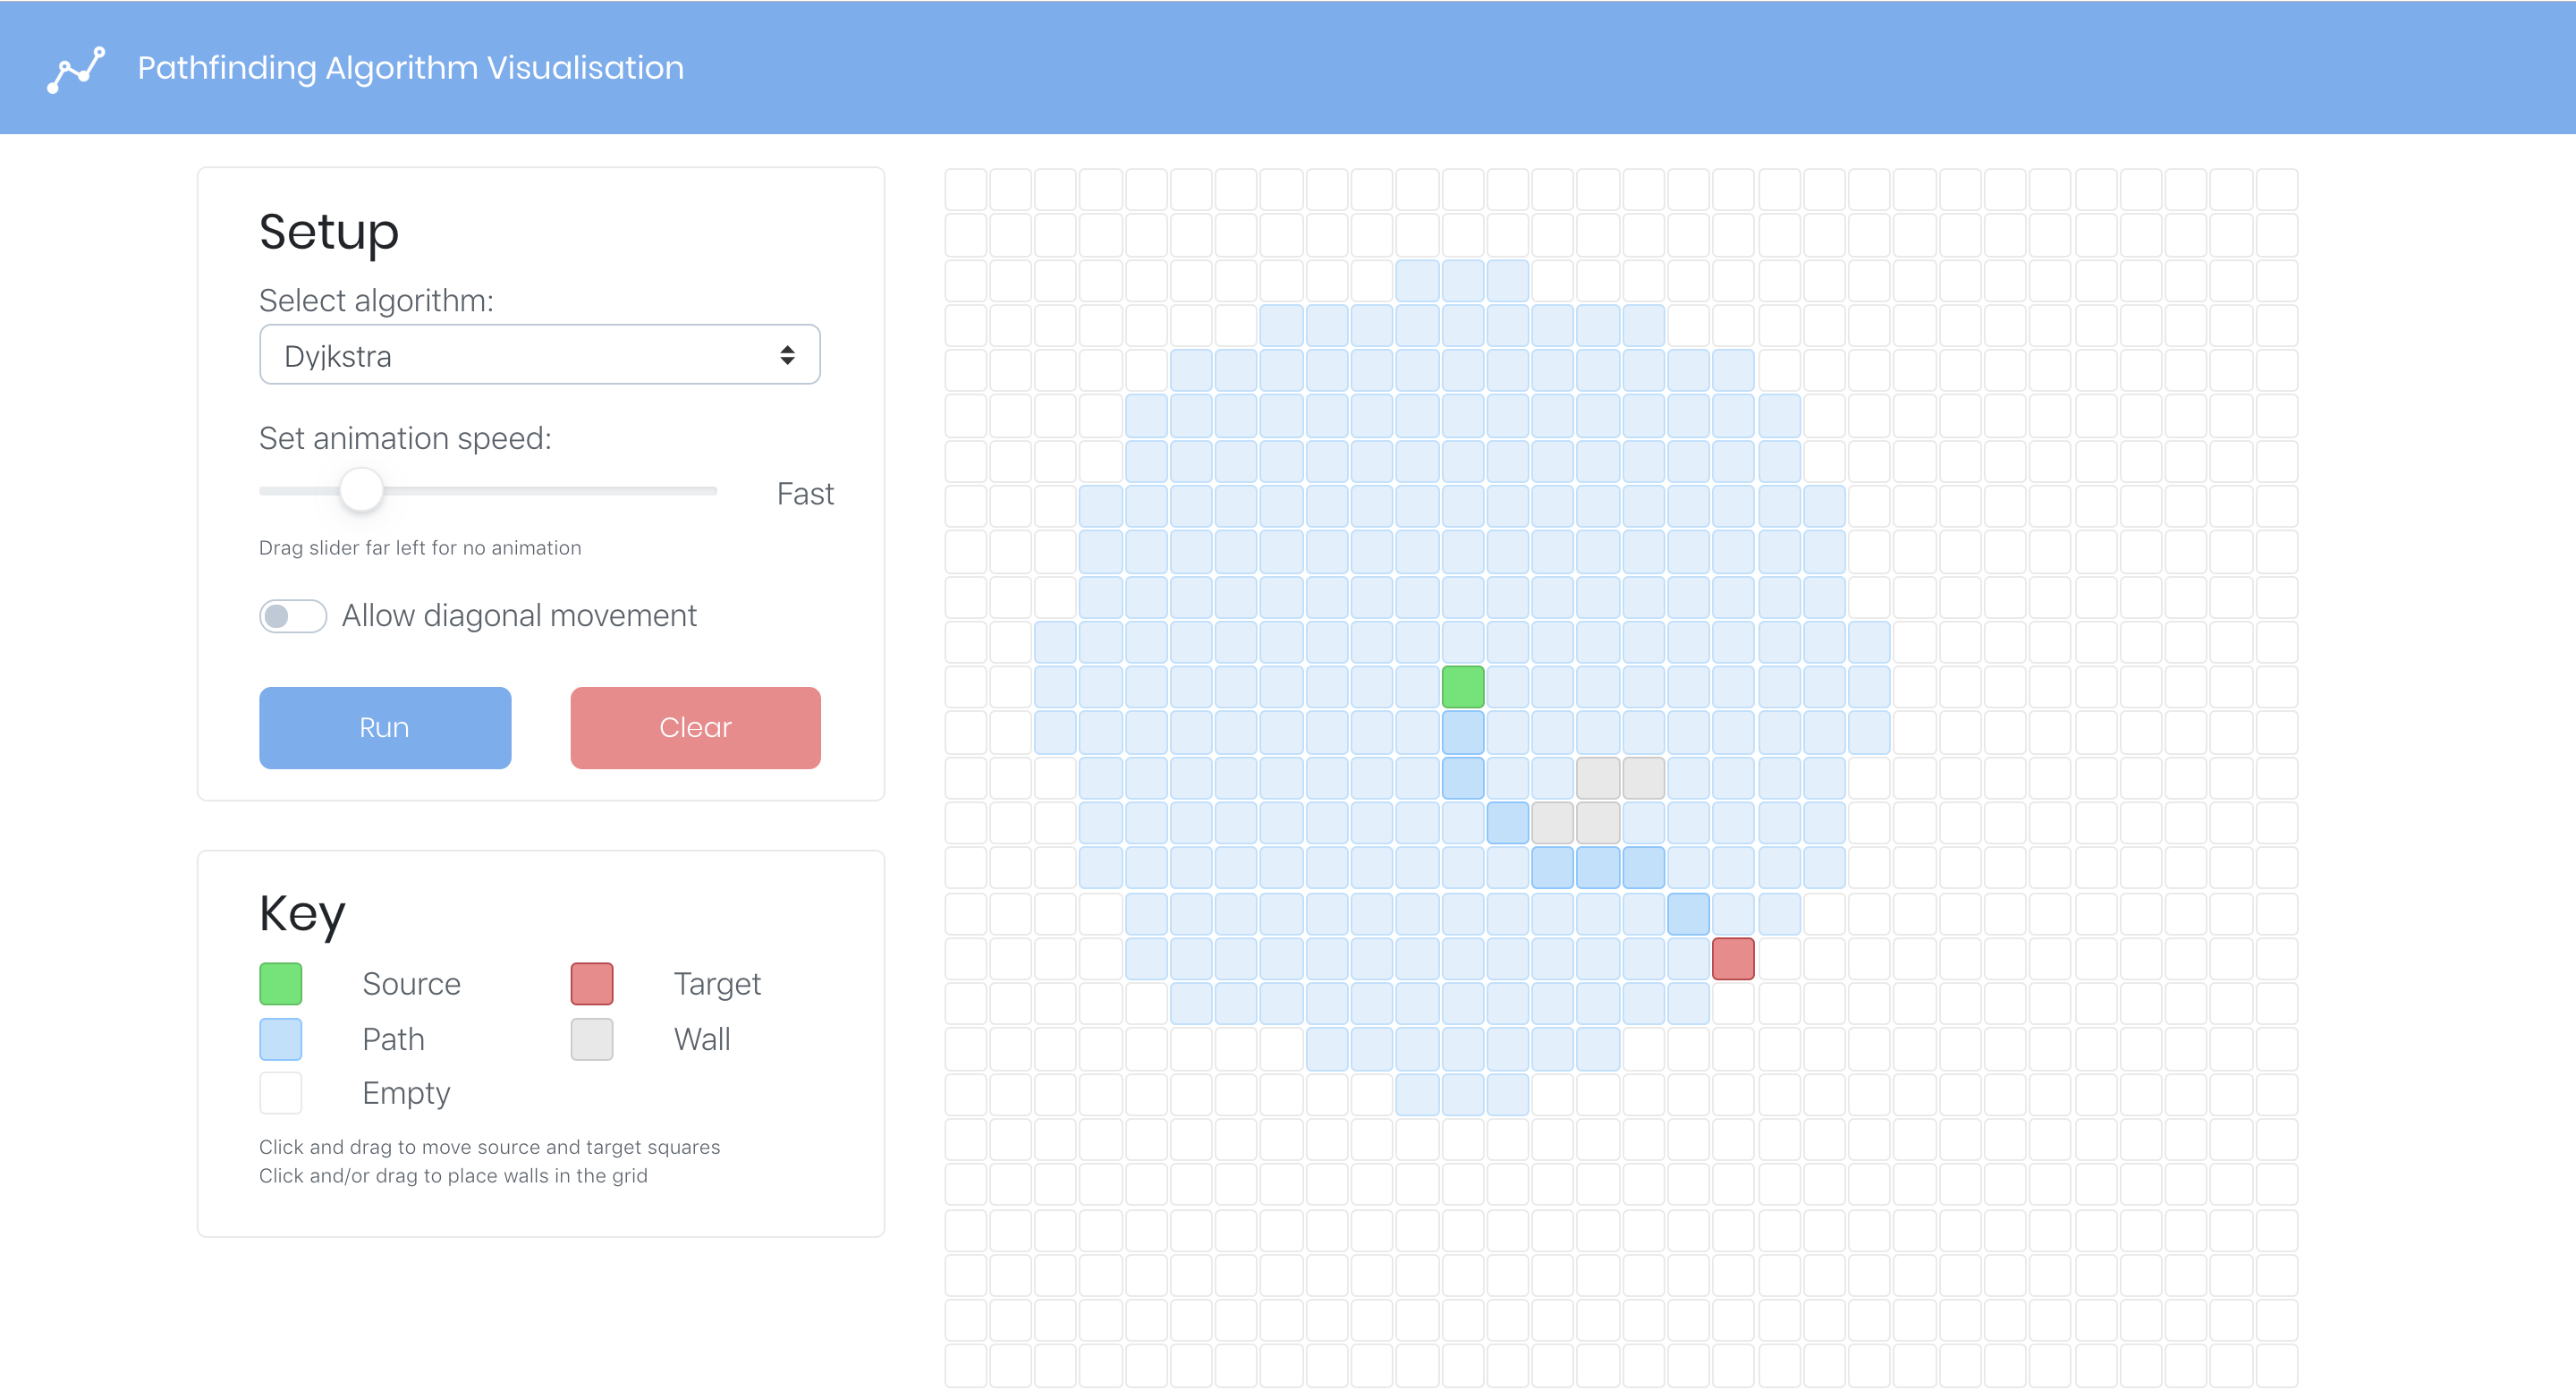 Pathfinding Algorithm Visualisation
Setup
Select algorithm:
Dyjkstra
Set animation speed:
Fast
Drag slider far left for no animation
Allow diagonal movement
Run Clear
Key
Source Target
Path Wall
Empty
Click and drag to move source and target squares
Click and/or drag to place walls in the grid